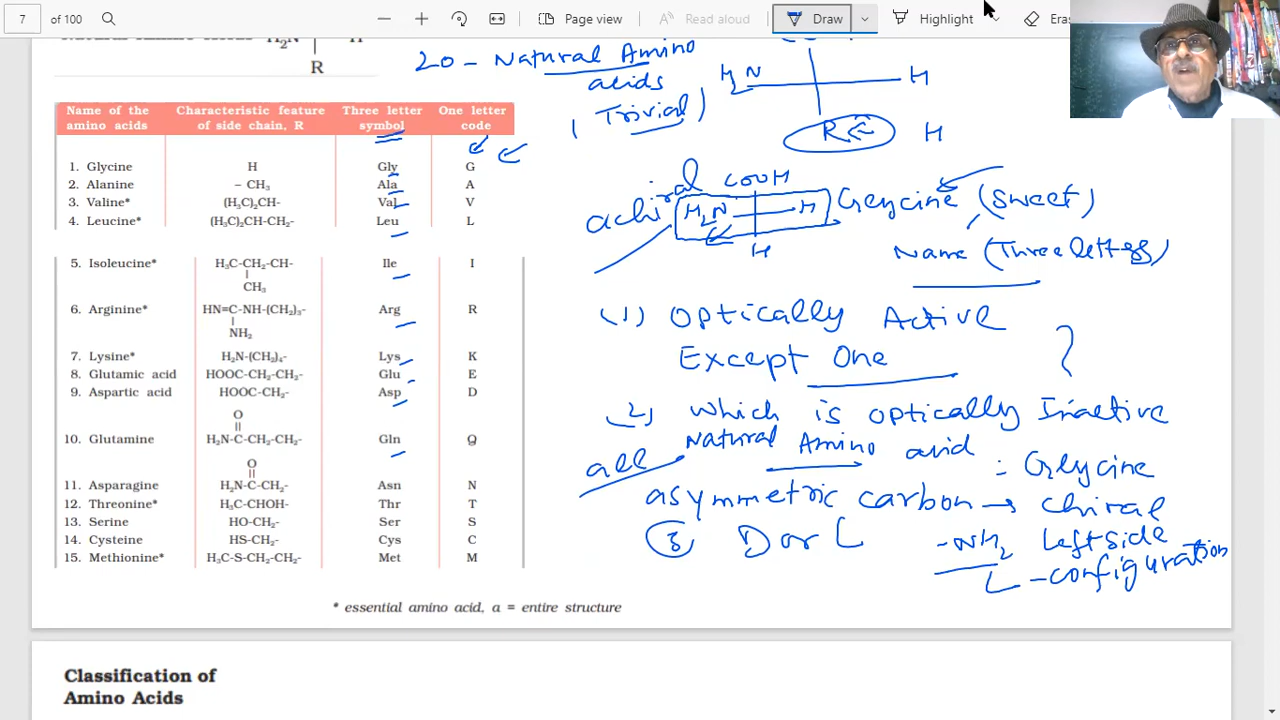 7 of 100 Page view Read aloud Draw Highlight Eras
H₂N H
R
20 - Natural Amino
acids
(Trivial)
H₂N H
R H
Name of the amino acids Characteristic feature of side chain, R Three letter symbol One letter code
1. Glycine H Gly G
2. Alanine – CH₃ Ala A
3. Valine* (H₃C)₂CH- Val V
4. Leucine* (H₃C)₂CH-CH₂- Leu L
5. Isoleucine* H₃C-CH₂-CH- Ile I
CH₃
6. Arginine* HN=C-NH-(CH₂)₃- Arg R
NH₂
7. Lysine* H₂N-(CH₂)₄- Lys K
8. Glutamic acid HOOC-CH₂-CH₂- Glu E
9. Aspartic acid HOOC-CH₂- Asp D
O
10. Glutamine H₂N-C-CH₂-CH₂- Gln Q
O
11. Asparagine H₂N-C-CH₂- Asn N
12. Threonine* H₃C-CHOH- Thr T
13. Serine HO-CH₂- Ser S
14. Cysteine HS-CH₂- Cys C
15. Methionine* H₃C-S-CH₂-CH₂- Met M
* essential amino acid, a = entire structure
COOH
achiral H₂N H Glycine (Sweet)
H
Name (Three letters)
(1) Optically Active
Except One
(2) which is optically Inactive
all Natural Amino acid
= Glycine
asymmetric carbon → chiral
(3) D or L -NH₂ Left side
L -configuration
Classification of
Amino Acids